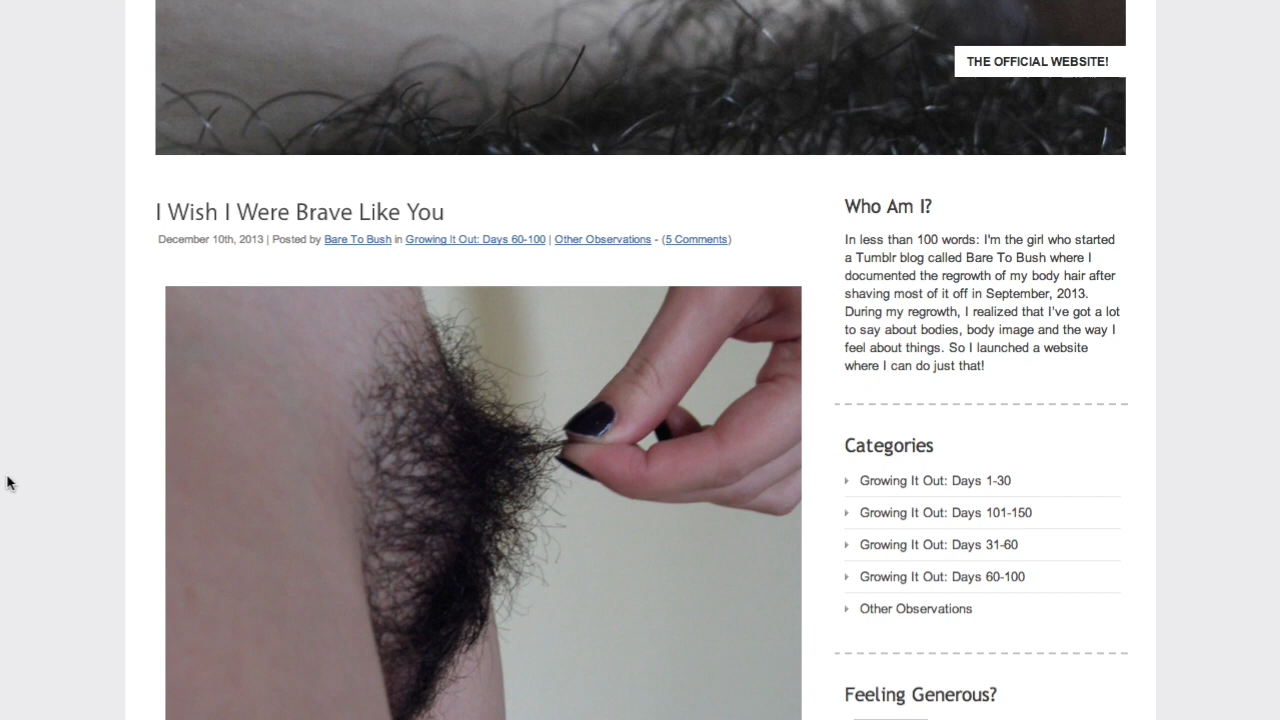 THE OFFICIAL WEBSITE!
I Wish I Were Brave Like You
December 10th, 2013 | Posted by Bare To Bush in Growing It Out: Days 60-100 | Other Observations - (5 Comments)
Who Am I?
In less than 100 words: I'm the girl who started
a Tumblr blog called Bare To Bush where I
documented the regrowth of my body hair after
shaving most of it off in September, 2013.
During my regrowth, I realized that I've got a lot
to say about bodies, body image and the way I
feel about things. So I launched a website
where I can do just that!
Categories
Growing It Out: Days 1-30
Growing It Out: Days 101-150
Growing It Out: Days 31-60
Growing It Out: Days 60-100
Other Observations
Feeling Generous?